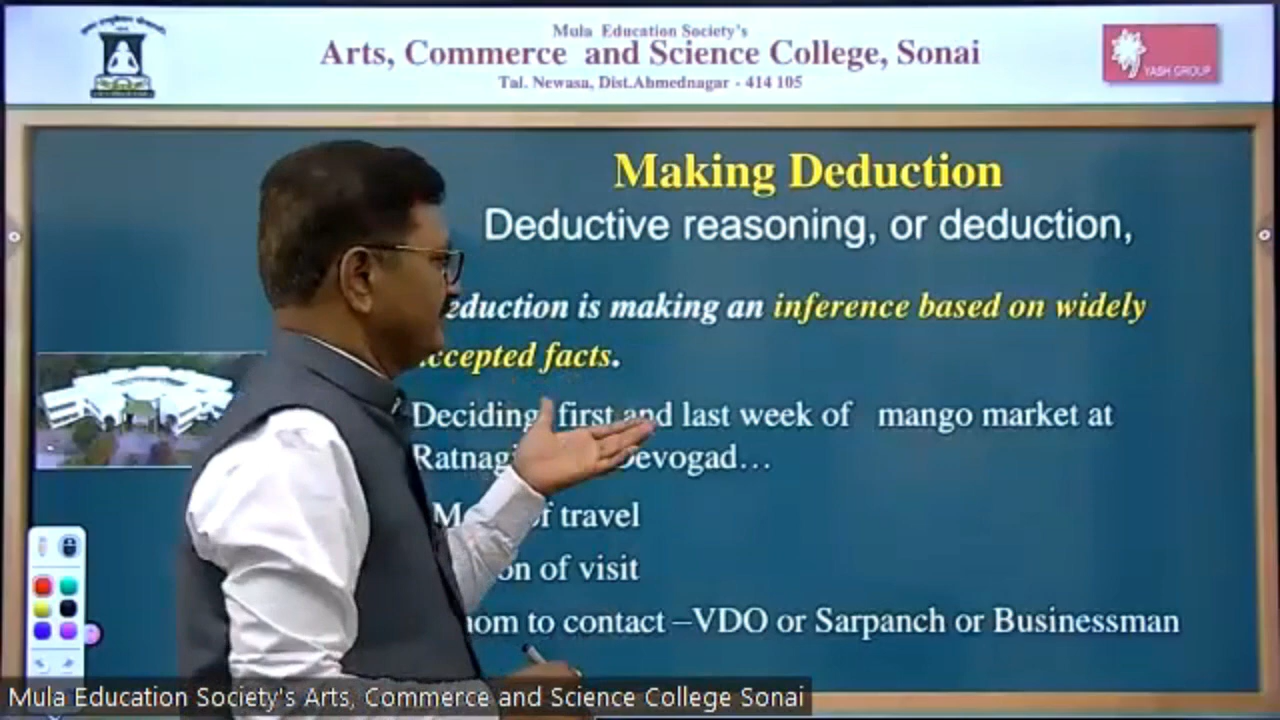 Mula Education Society's
Arts, Commerce and Science College, Sonai
Tal. Newasa, Dist.Ahmednagar - 414 105
YASH GROUP
Making Deduction
Deductive reasoning, or deduction,
eduction is making an inference based on widely
ccepted facts.
Deciding first and last week of mango market at
Ratnagi Devogad…
M of travel
on of visit
hom to contact –VDO or Sarpanch or Businessman
Mula Education Society's Arts, Commerce and Science College Sonai